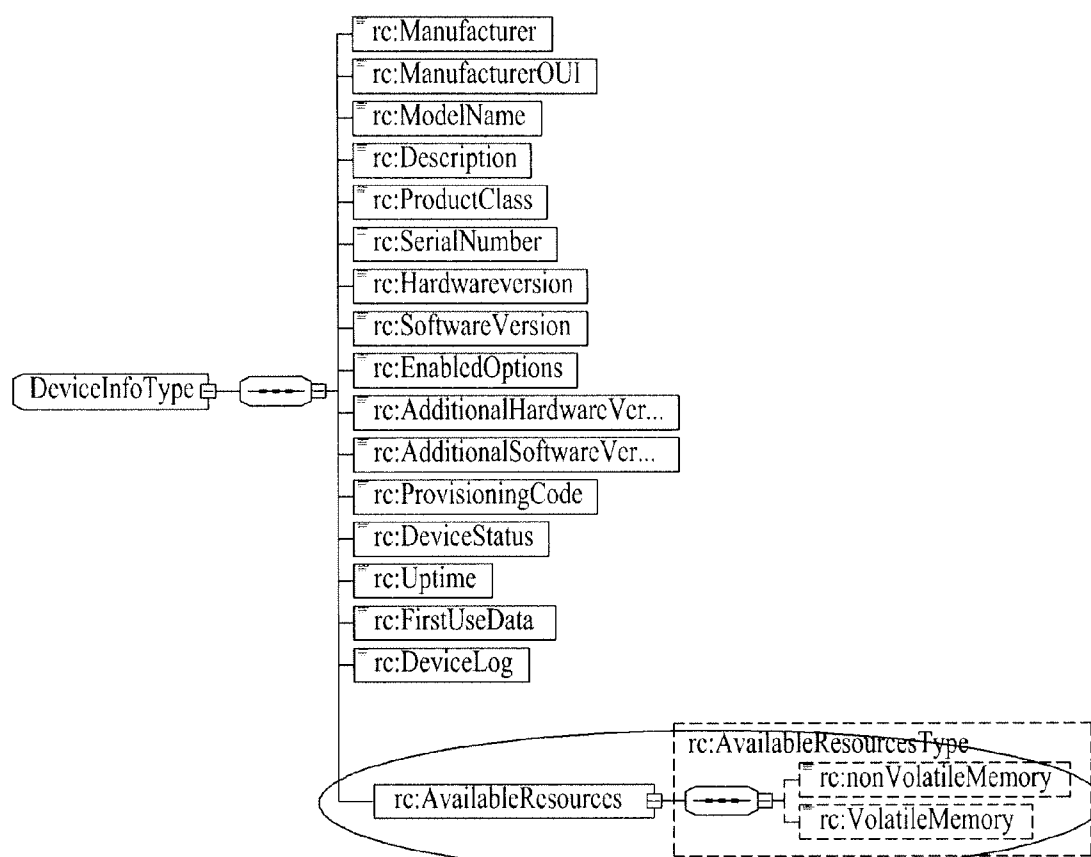 rc:Manufacturer
rc:ManufacturerOUI
rc:ModelName
rc:Description
rc:ProductClass
rc:SerialNumber
rc:Hardwareversion
rc:SoftwareVersion
rc:EnabledOptions
DeviceInfoType
rc:AdditionalHardwareVer...
rc:AdditionalSoftwareVer...
rc:ProvisioningCode
rc:DeviceStatus
rc:Uptime
rc:FirstUseData
rc:DeviceLog
rc:AvailableResourcesType
rc:nonVolatileMemory
rc:AvailableResources
rc:VolatileMemory